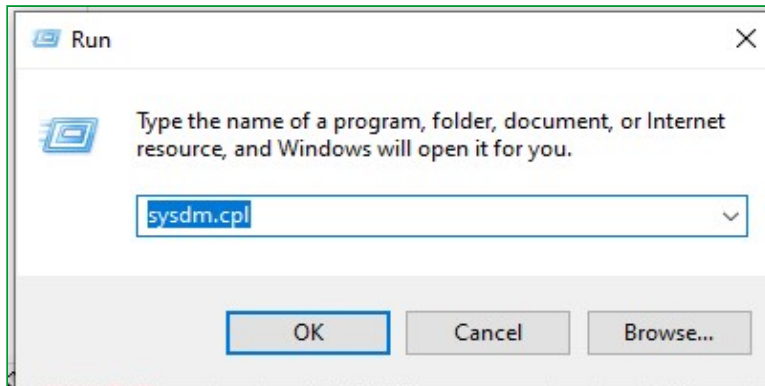 Run
Type the name of a program, folder, document, or Internet
resource, and Windows will open it for you.
sysdm.cpl
OK Cancel Browse...